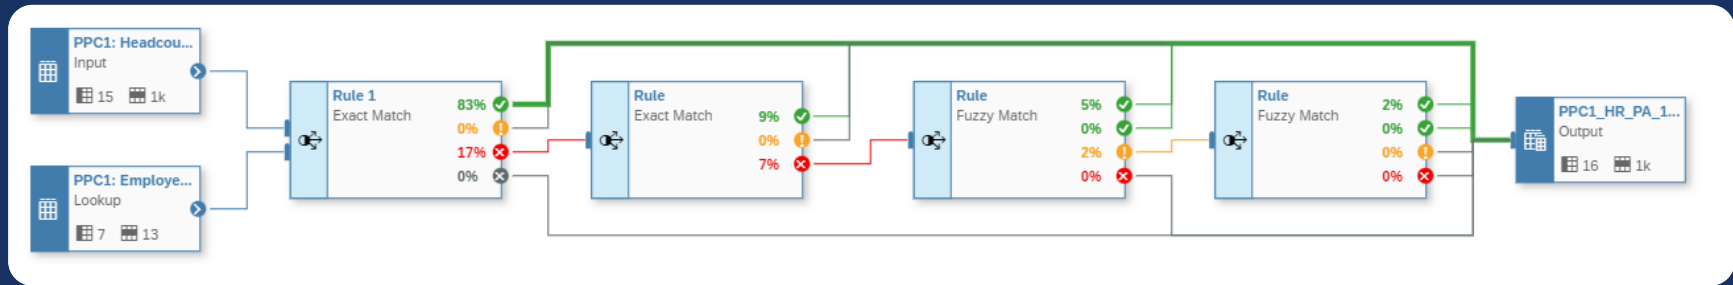 PPC1: Headcou...
Input
15 1k
PPC1: Employe...
Lookup
7 13
Rule 1
Exact Match
83%
0%
17%
0%
Rule
Exact Match
9%
0%
7%
Rule
Fuzzy Match
5%
0%
2%
0%
Rule
Fuzzy Match
2%
0%
0%
0%
PPC1_HR_PA_1...
Output
16 1k